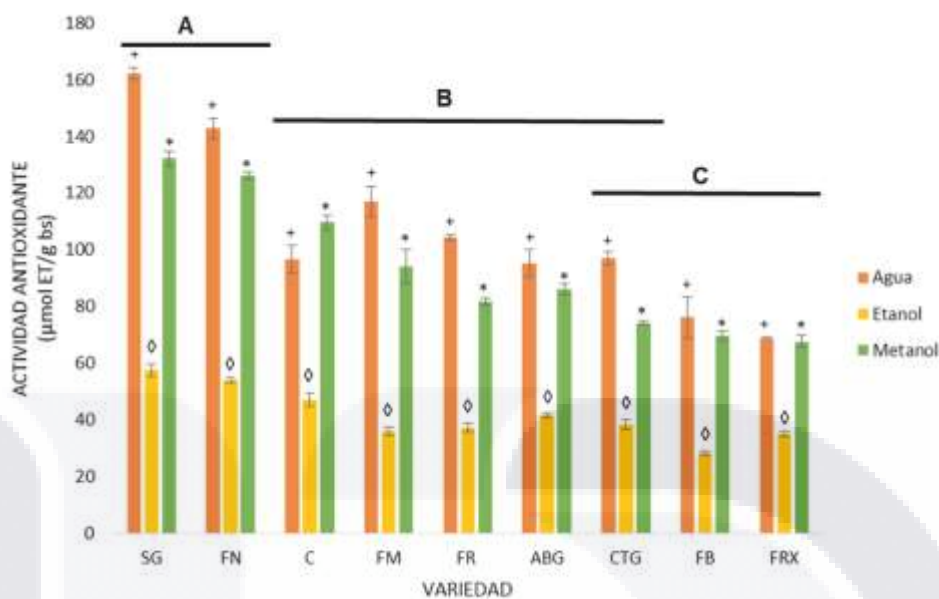 180
160
140
120
100
80
60
40
20
0
ACTIVIDAD ANTIOXIDANTE
(µmol ET/g bs)
A
B
C
+ ◊ *
+ ◊ *
+ ◊ *
+ ◊ *
+ ◊ *
+ ◊ *
+ ◊ *
+ ◊ *
+ ◊ *
SG FN C FM FR ABG CTG FB FRX
VARIEDAD
Agua
Etanol
Metanol